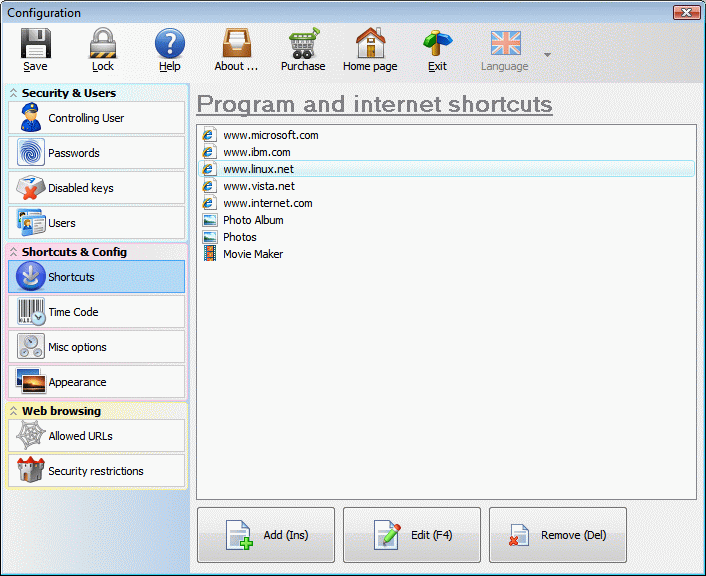 Configuration
Save Lock Help About ... Purchase Home page Exit Language
Security & Users
Controlling User
Passwords
Disabled keys
Users
Shortcuts & Config
Shortcuts
Time Code
Misc options
Appearance
Web browsing
Allowed URLs
Security restrictions
Program and internet shortcuts
www.microsoft.com
www.ibm.com
www.linux.net
www.vista.net
www.internet.com
Photo Album
Photos
Movie Maker
Add (Ins) Edit (F4) Remove (Del)